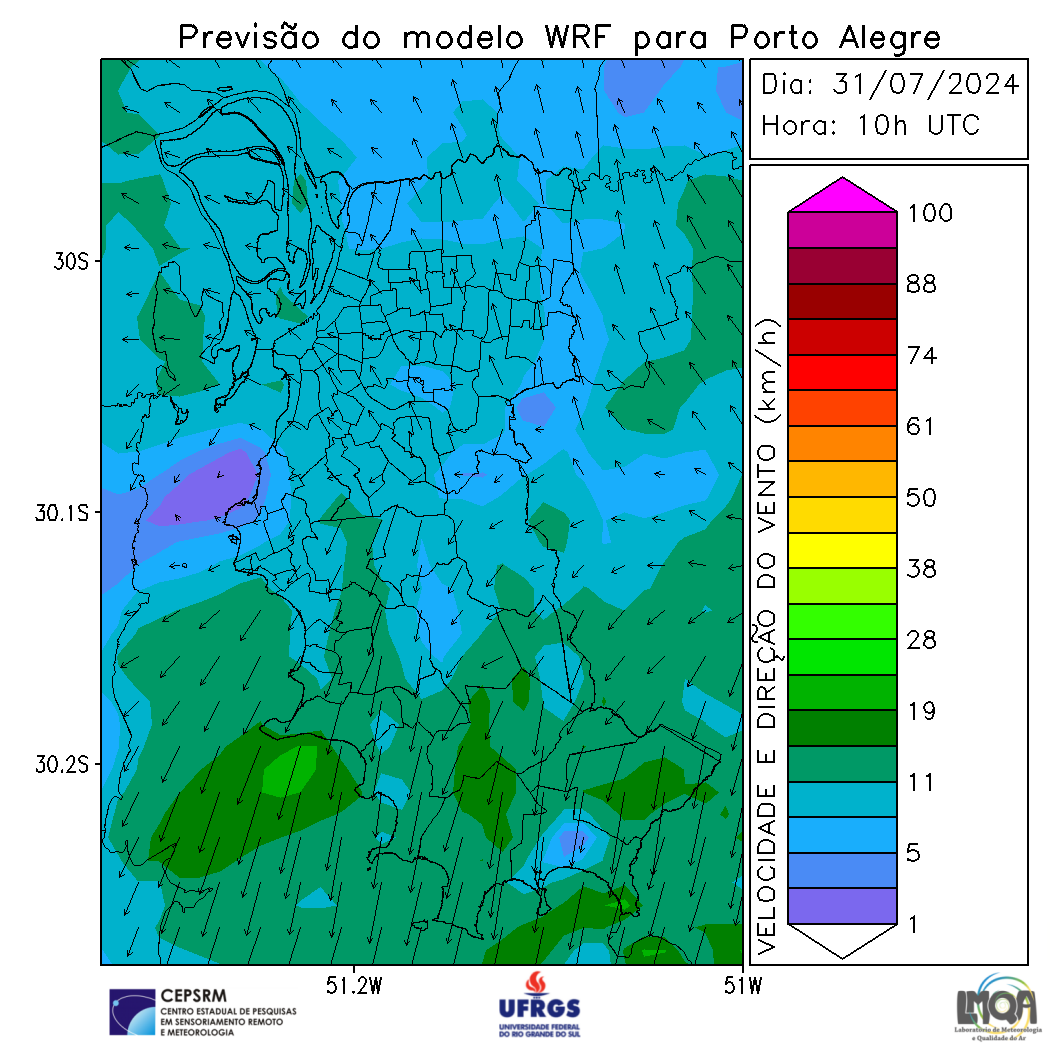 Previsão do modelo WRF para Porto Alegre
Dia: 31/07/2024
Hora: 10h UTC
30S
30.1S
30.2S
51.2W
51W
VELOCIDADE E DIREÇÃO DO VENTO (km/h)
100
88
74
61
50
38
28
19
11
5
1
CEPSRM
CENTRO ESTADUAL DE PESQUISAS
EM SENSORIAMENTO REMOTO
E METEOROLOGIA
UFRGS
UNIVERSIDADE FEDERAL
DO RIO GRANDE DO SUL
LMQA
Laboratório de Meteorologia
e Qualidade do Ar